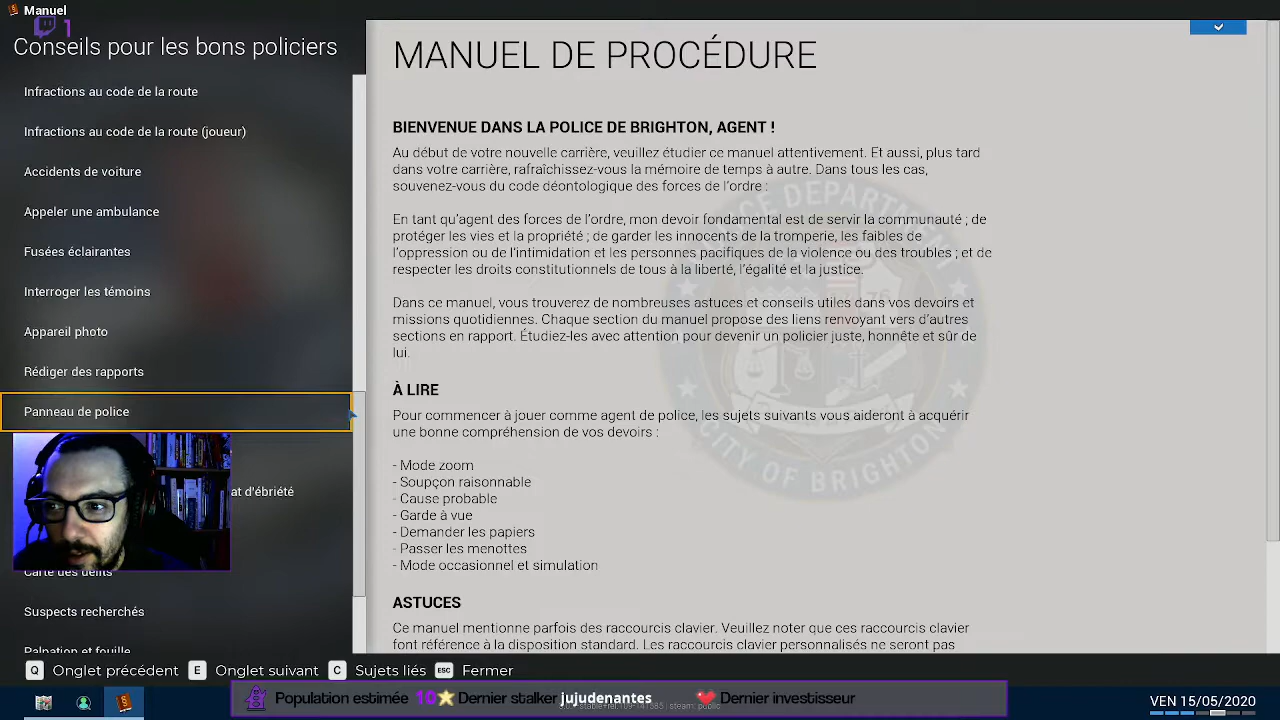 Manuel
1
Conseils pour les bons policiers
Infractions au code de la route
Infractions au code de la route (joueur)
Accidents de voiture
Appeler une ambulance
Fusées éclairantes
Interroger les témoins
Appareil photo
Rédiger des rapports
Panneau de police
at d'ébriété
Carte des délits
Suspects recherchés
Palpation et fouille
MANUEL DE PROCÉDURE
BIENVENUE DANS LA POLICE DE BRIGHTON, AGENT !
Au début de votre nouvelle carrière, veuillez étudier ce manuel attentivement. Et aussi, plus tard
dans votre carrière, rafraîchissez-vous la mémoire de temps à autre. Dans tous les cas,
souvenez-vous du code déontologique des forces de l'ordre :
En tant qu'agent des forces de l'ordre, mon devoir fondamental est de servir la communauté ; de
protéger les vies et la propriété ; de garder les innocents de la tromperie, les faibles de
l'oppression ou de l'intimidation et les personnes pacifiques de la violence ou des troubles ; et de
respecter les droits constitutionnels de tous à la liberté, l'égalité et la justice.
Dans ce manuel, vous trouverez de nombreuses astuces et conseils utiles dans vos devoirs et
missions quotidiennes. Chaque section du manuel propose des liens renvoyant vers d'autres
sections en rapport. Étudiez-les avec attention pour devenir un policier juste, honnête et sûr de
lui.
À LIRE
Pour commencer à jouer comme agent de police, les sujets suivants vous aideront à acquérir
une bonne compréhension de vos devoirs :
- Mode zoom
- Soupçon raisonnable
- Cause probable
- Garde à vue
- Demander les papiers
- Passer les menottes
- Mode occasionnel et simulation
ASTUCES
Ce manuel mentionne parfois des raccourcis clavier. Veuillez noter que ces raccourcis clavier
font référence à la disposition standard. Les raccourcis clavier personnalisés ne seront pas
POLICE DEPARTMENT
CITY OF BRIGHTON
Q Onglet précédent E Onglet suivant C Sujets liés ESC Fermer
Population estimée 10 Dernier stalker jujudenantes Dernier investisseur
VEN 15/05/2020